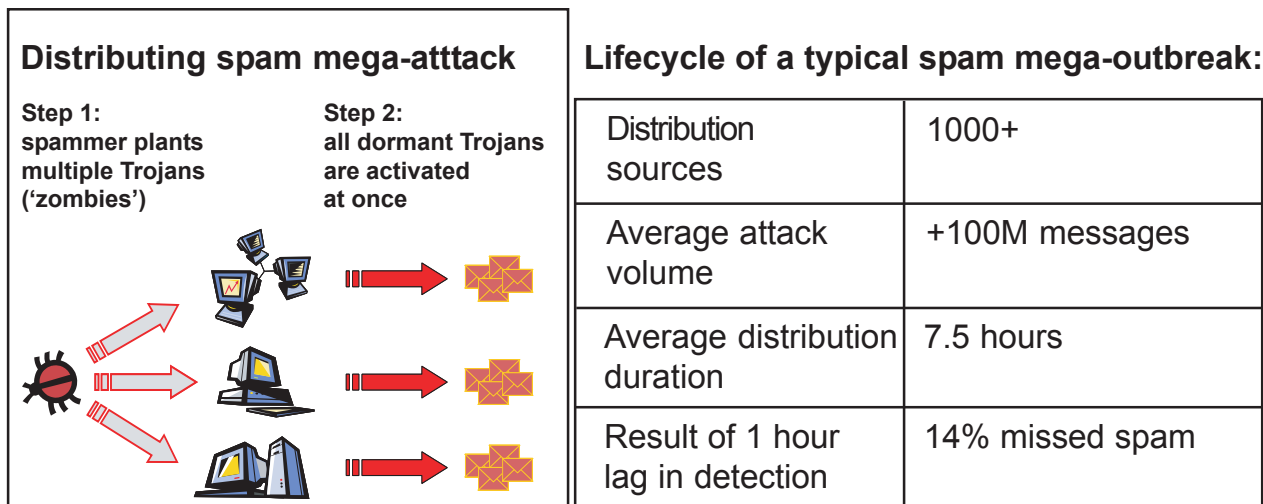 Distributing spam mega-atttack
Step 1:
spammer plants
multiple Trojans
(‘zombies’)
Step 2:
all dormant Trojans
are activated
at once
Lifecycle of a typical spam mega-outbreak:
Distribution
sources
1000+
Average attack
volume
+100M messages
Average distribution
duration
7.5 hours
Result of 1 hour
lag in detection
14% missed spam